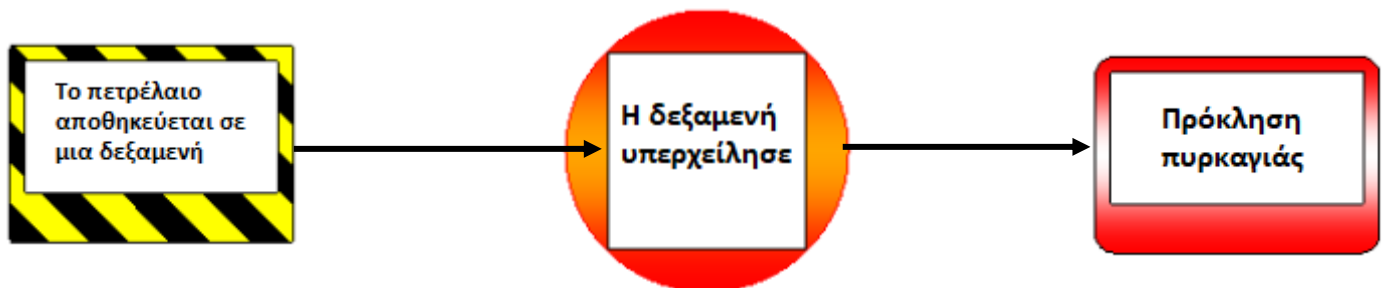 Το πετρέλαιο
αποθηκεύεται σε
μια δεξαμενή
Η δεξαμενή
υπερχείλησε
Πρόκληση
πυρκαγιάς